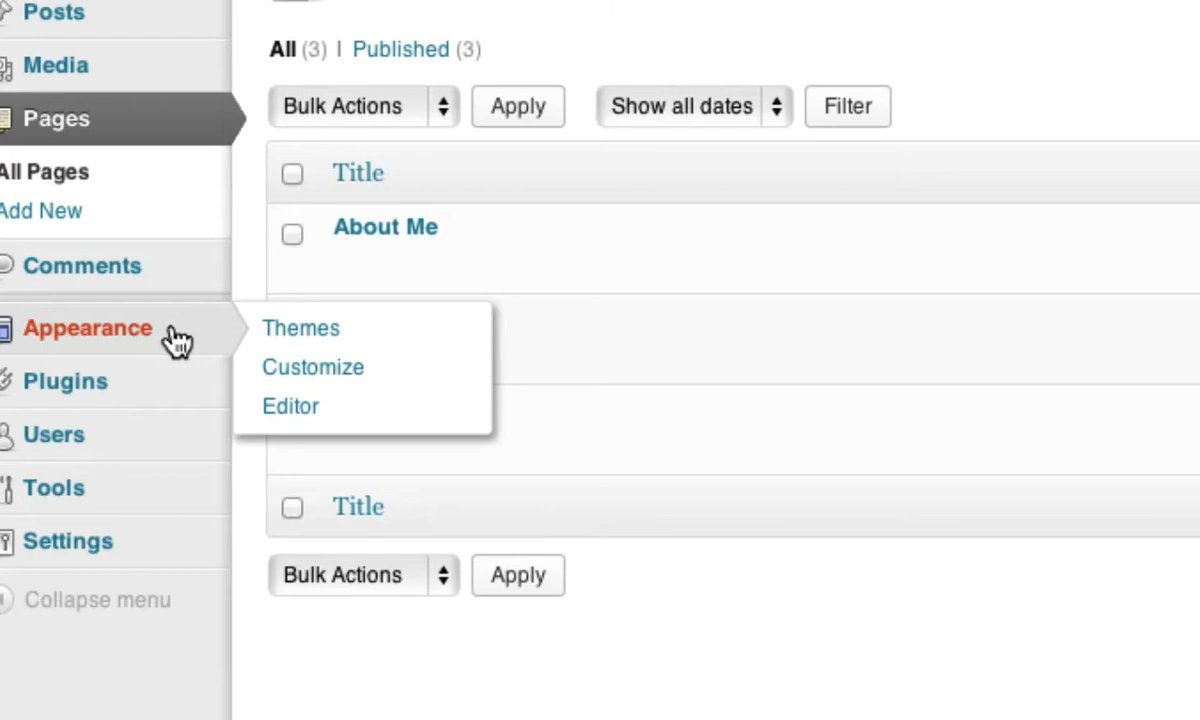 Posts
Media
Pages
All Pages
Add New
Comments
Appearance
Plugins
Users
Tools
Settings
Collapse menu
Themes
Customize
Editor
All (3) | Published (3)
Bulk Actions Apply Show all dates Filter
Title
About Me
Title
Bulk Actions Apply